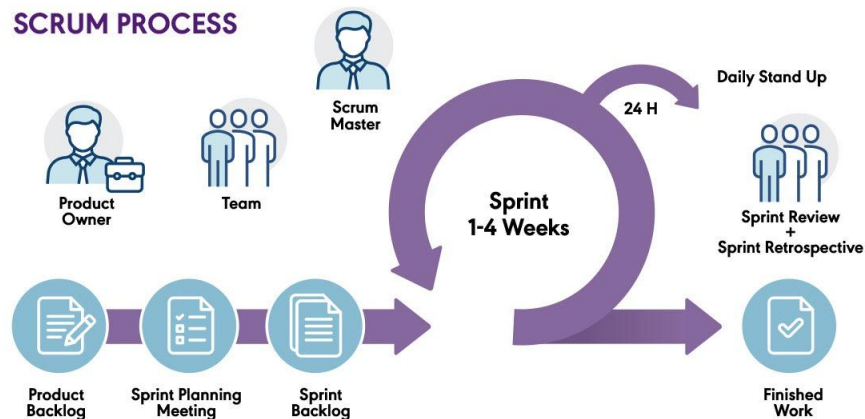 SCRUM PROCESS
Product
Owner
Team
Scrum
Master
Sprint
1-4 Weeks
24 H
Daily Stand Up
Sprint Review
+
Sprint Retrospective
Product
Backlog
Sprint Planning
Meeting
Sprint
Backlog
Finished
Work